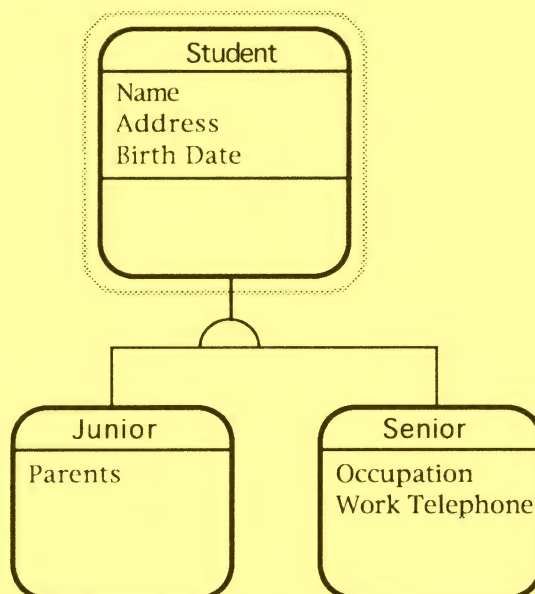 Student
Name
Address
Birth Date
Junior
Parents
Senior
Occupation
Work Telephone